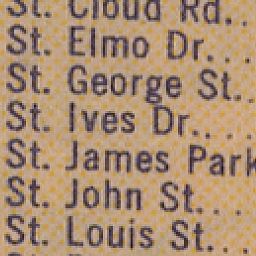 St. Cloud Rd..
St. Elmo Dr...
St. George St..
St. Ives Dr....
St. James Park
St. John St....
St. Louis St...